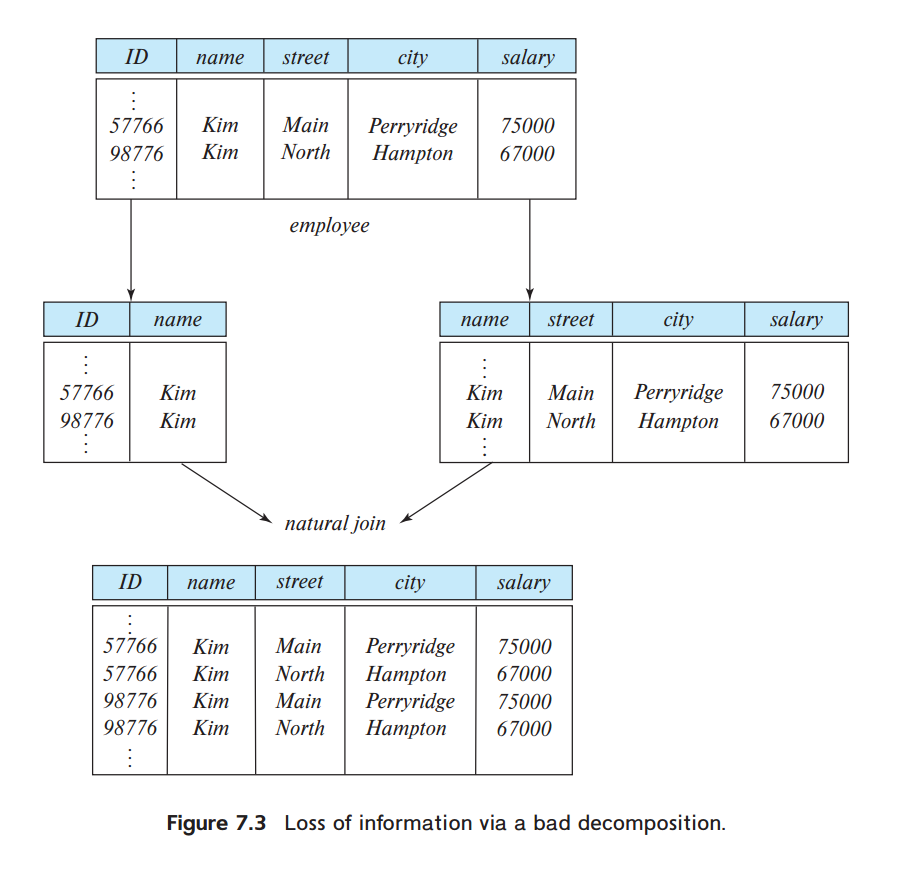 ID name street city salary
⋮
57766 Kim Main Perryridge 75000
98776 Kim North Hampton 67000
⋮
employee
ID name
⋮
57766 Kim
98776 Kim
⋮
name street city salary
⋮
Kim Main Perryridge 75000
Kim North Hampton 67000
⋮
natural join
ID name street city salary
⋮
57766 Kim Main Perryridge 75000
57766 Kim North Hampton 67000
98776 Kim Main Perryridge 75000
98776 Kim North Hampton 67000
⋮
Figure 7.3 Loss of information via a bad decomposition.